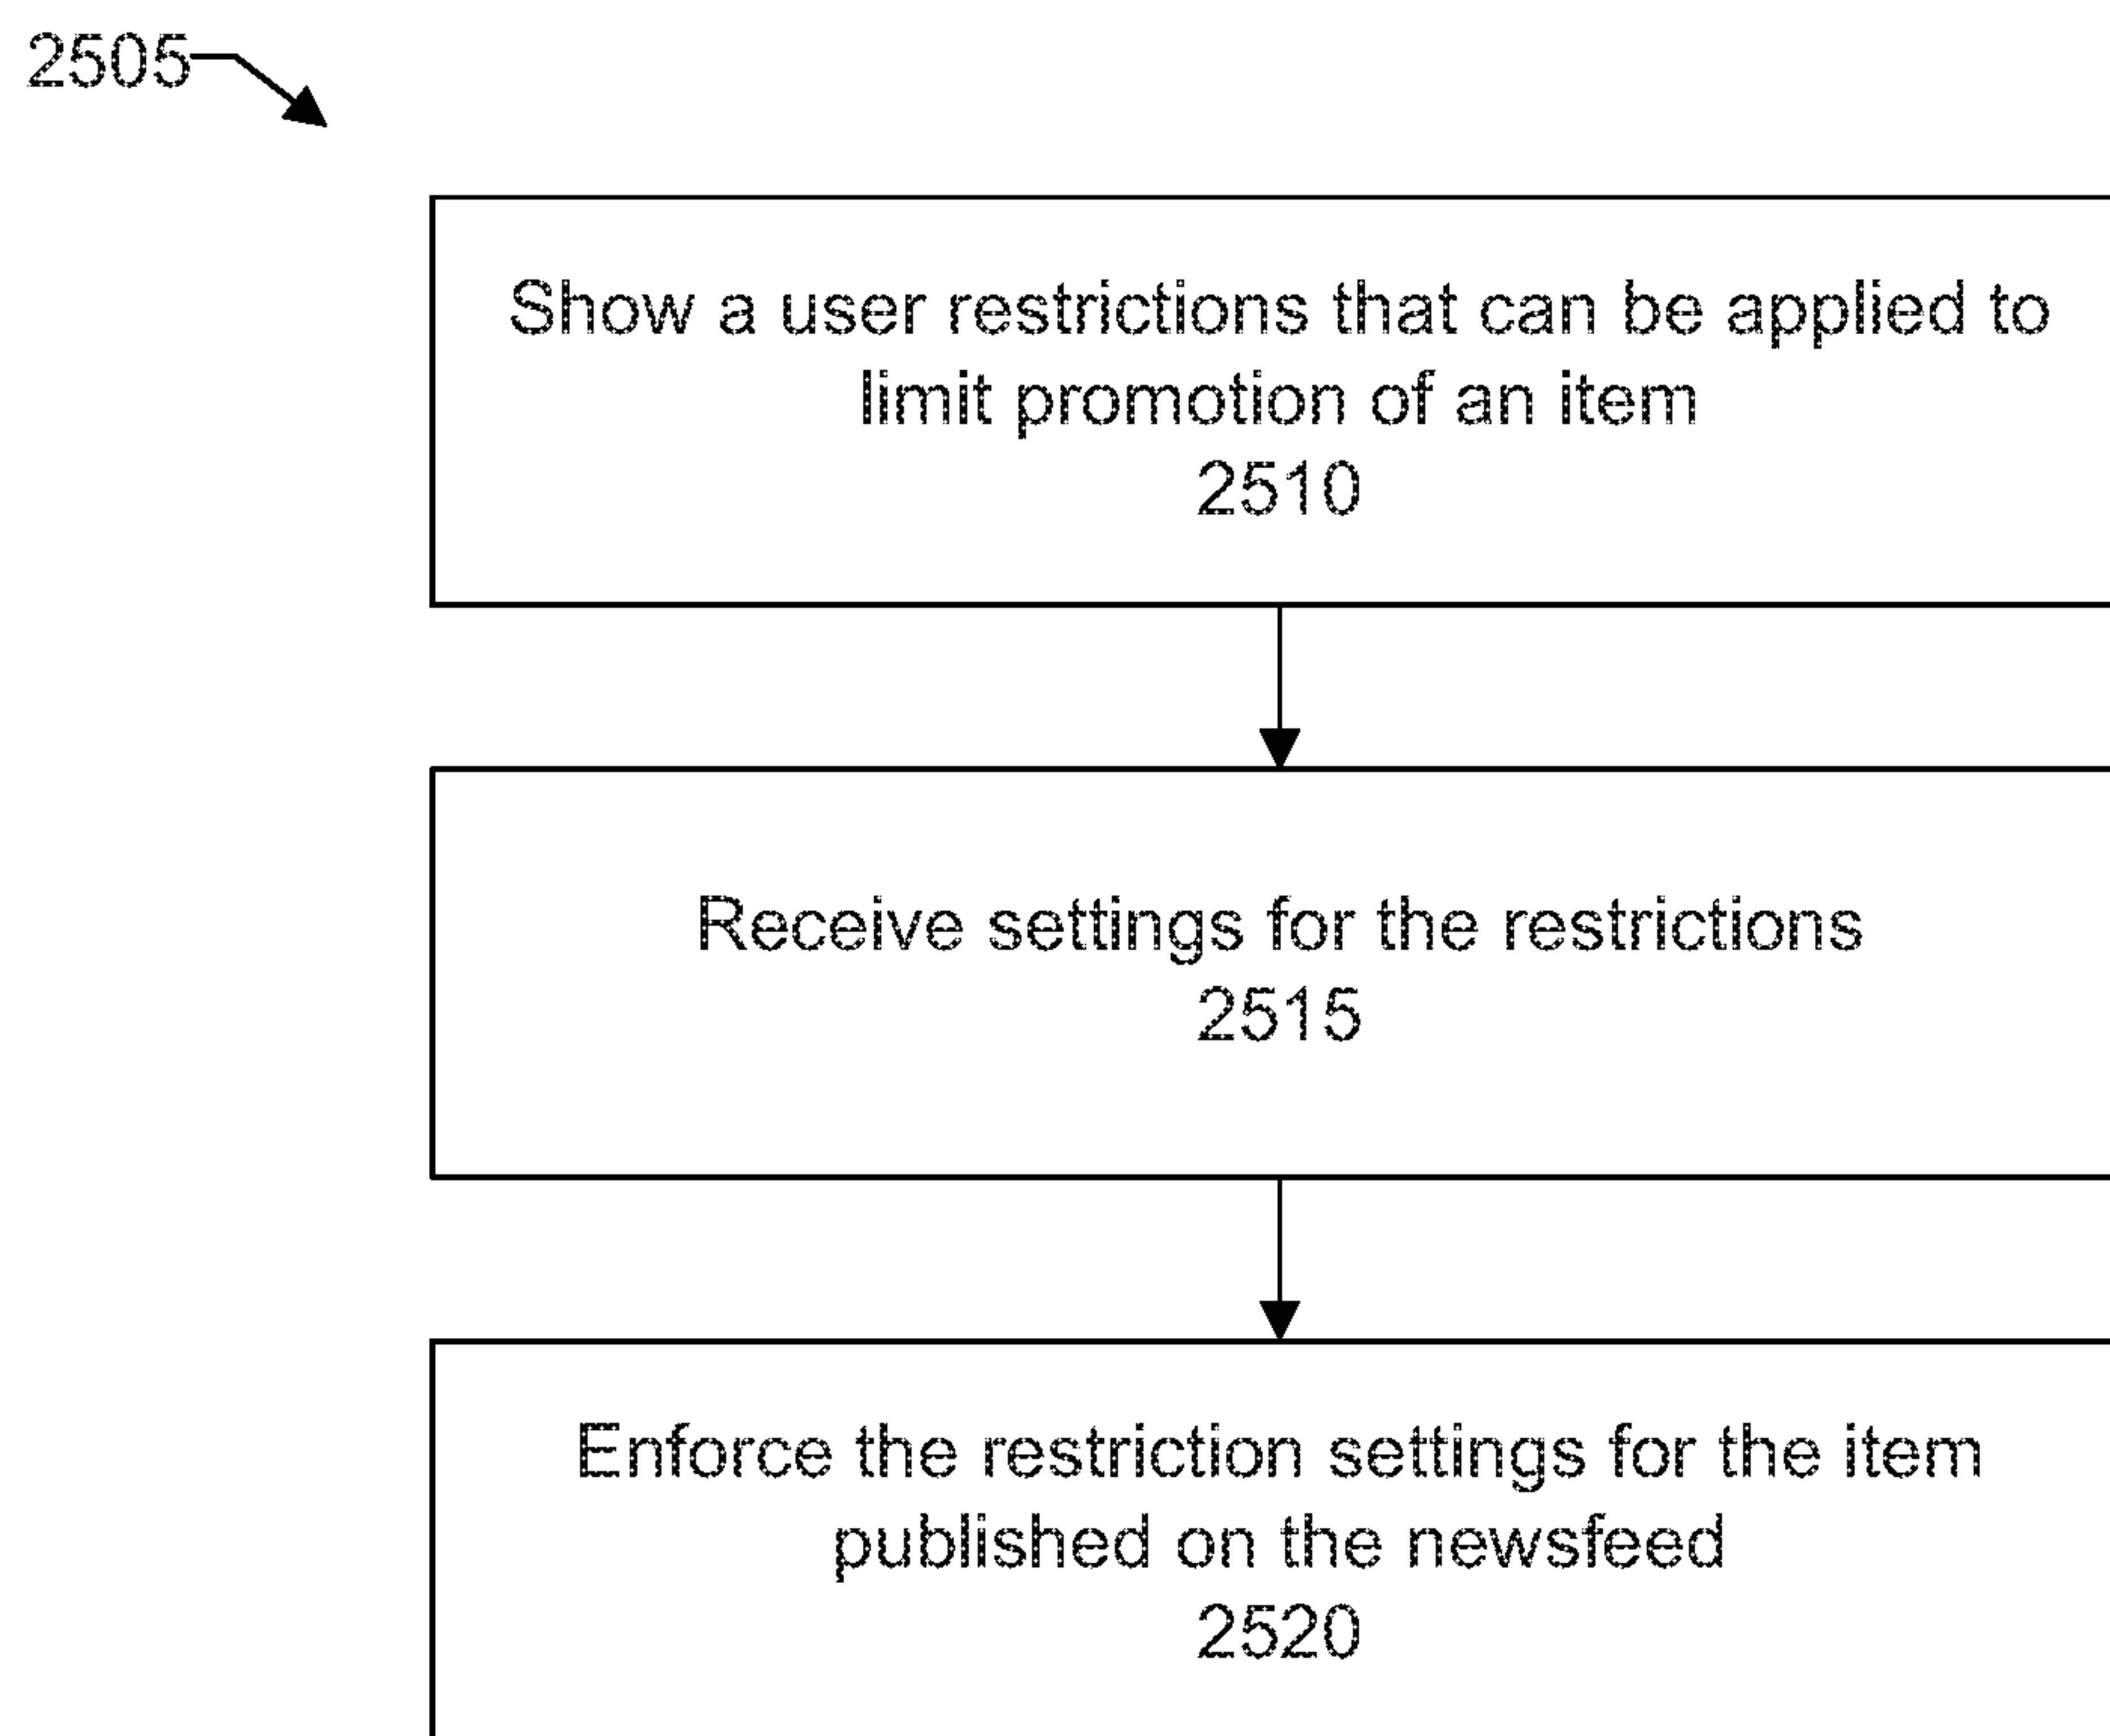 2505
Show a user restrictions that can be applied to
limit promotion of an item
2510
Receive settings for the restrictions
2515
Enforce the restriction settings for the item
published on the newsfeed
2520